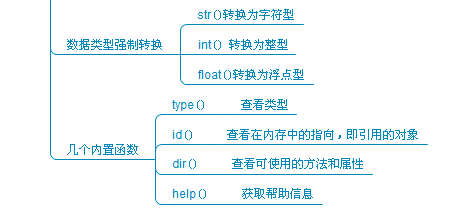 str()转换为字符型
数据类型强制转换
int() 转换为整型
float()转换为浮点型
type() 查看类型
id() 查看在内存中的指向，即引用的对象
几个内置函数
dir() 查看可使用的方法和属性
help() 获取帮助信息